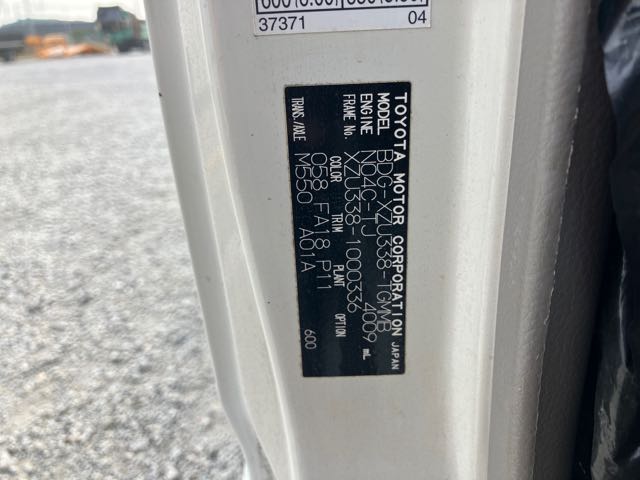 37371 04
TOYOTA MOTOR CORPORATION JAPAN
MODEL BDG-XZU338-TGMMB
ENGINE N04C-TJ 4009 mL
FRAME No. XZU338-1000336
COLOR TRIM PLANT OPTION
058 FA18 P11
TRANS./AXLE M550 A01A 600